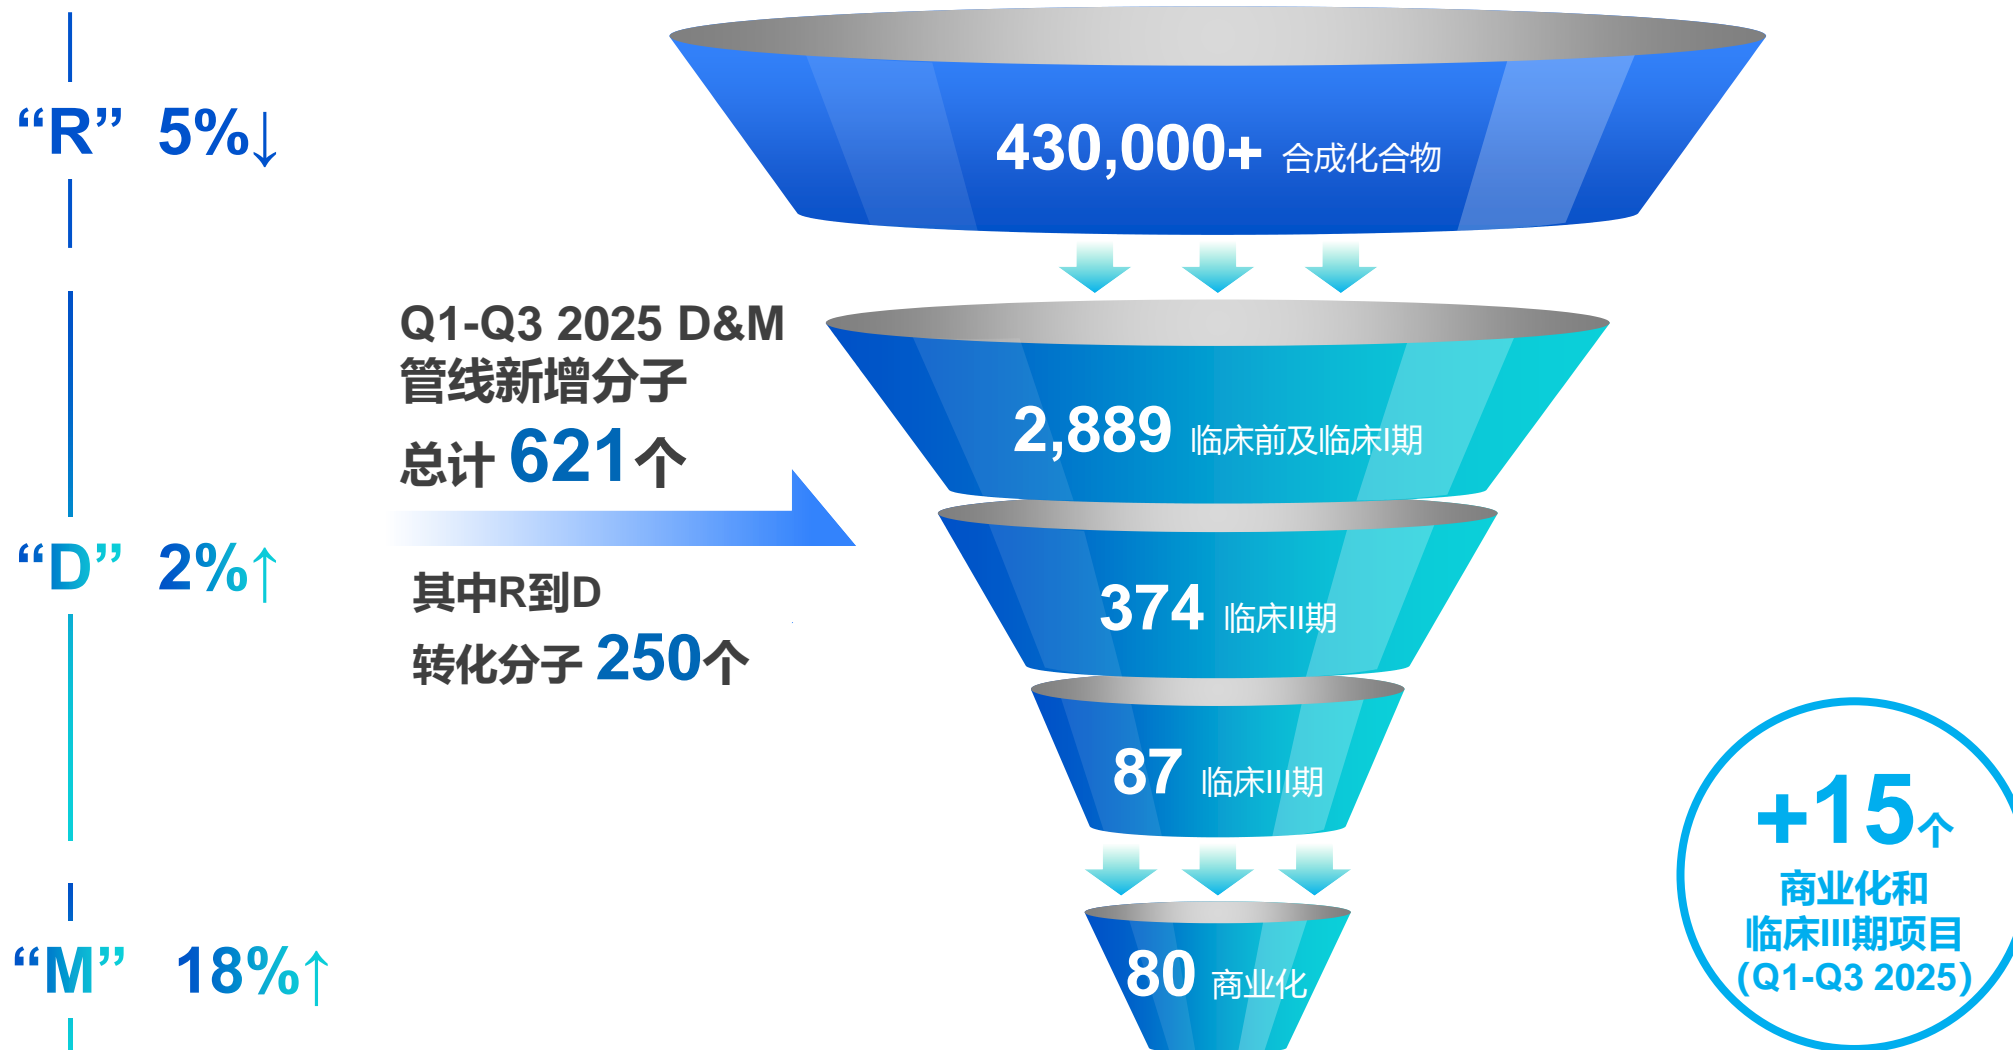 “R” 5%↓
430,000+ 合成化合物
Q1-Q3 2025 D&M
管线新增分子
总计 621个
2,889 临床前及临床I期
“D” 2%↑
其中R到D
转化分子 250个
374 临床II期
87 临床III期
“M” 18%↑
80 商业化
+15个
商业化和
临床III期项目
（Q1-Q3 2025）